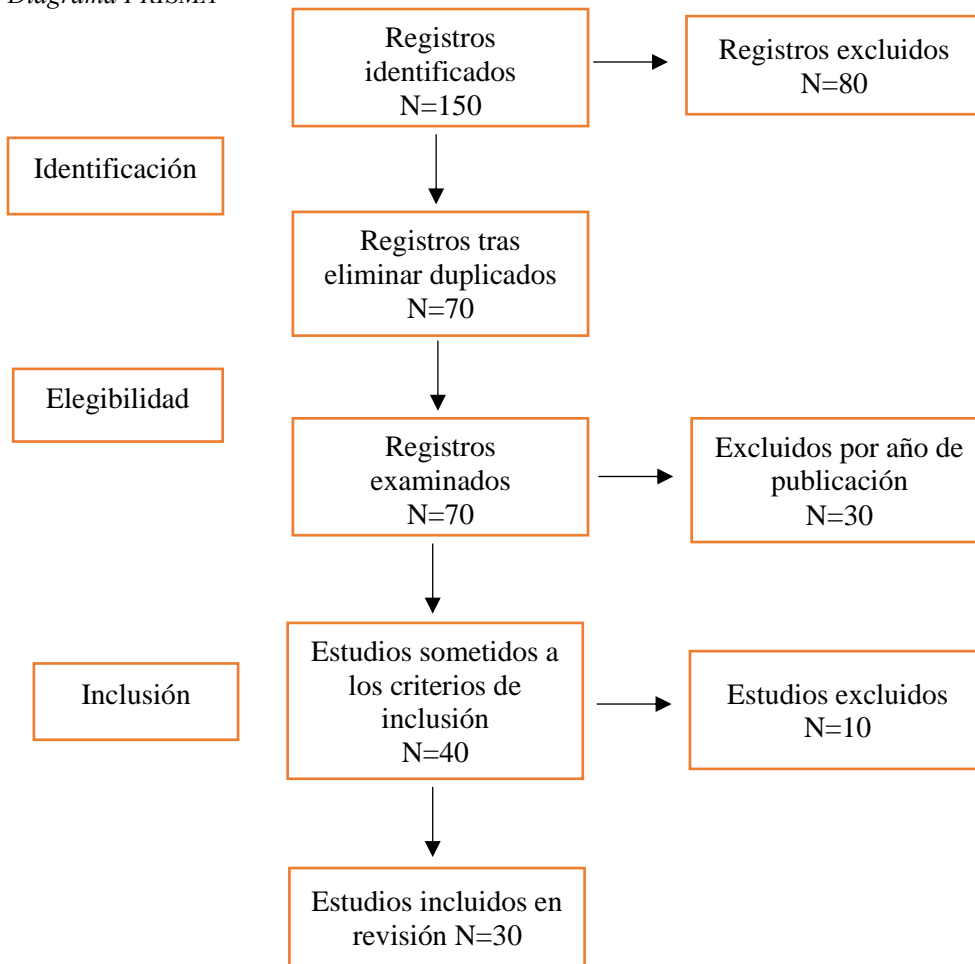 Diagrama PRISMA
Registros
identificados
N=150
Registros excluidos
N=80
Identificación
Registros tras
eliminar duplicados
N=70
Elegibilidad
Registros
examinados
N=70
Excluidos por año de
publicación
N=30
Inclusión
Estudios sometidos a
los criterios de
inclusión
N=40
Estudios excluidos
N=10
Estudios incluidos en
revisión N=30